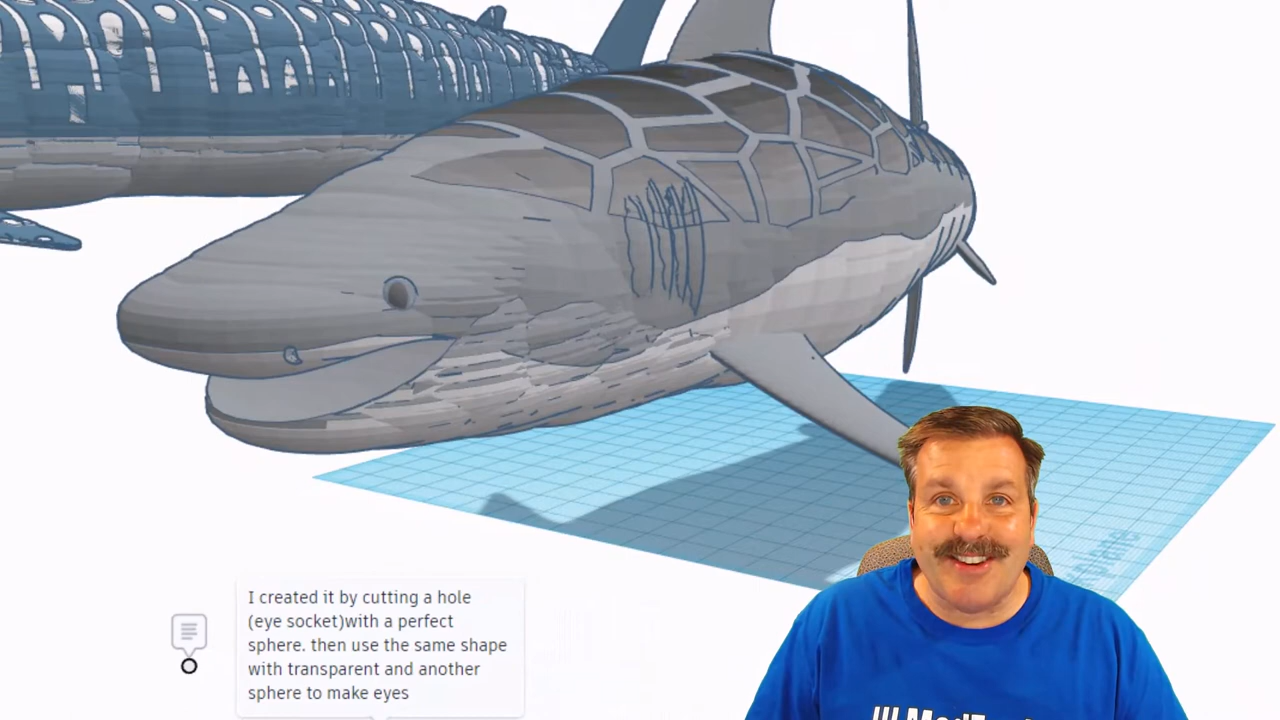 I created it by cutting a hole
(eye socket)with a perfect
sphere. then use the same shape
with transparent and another
sphere to make eyes